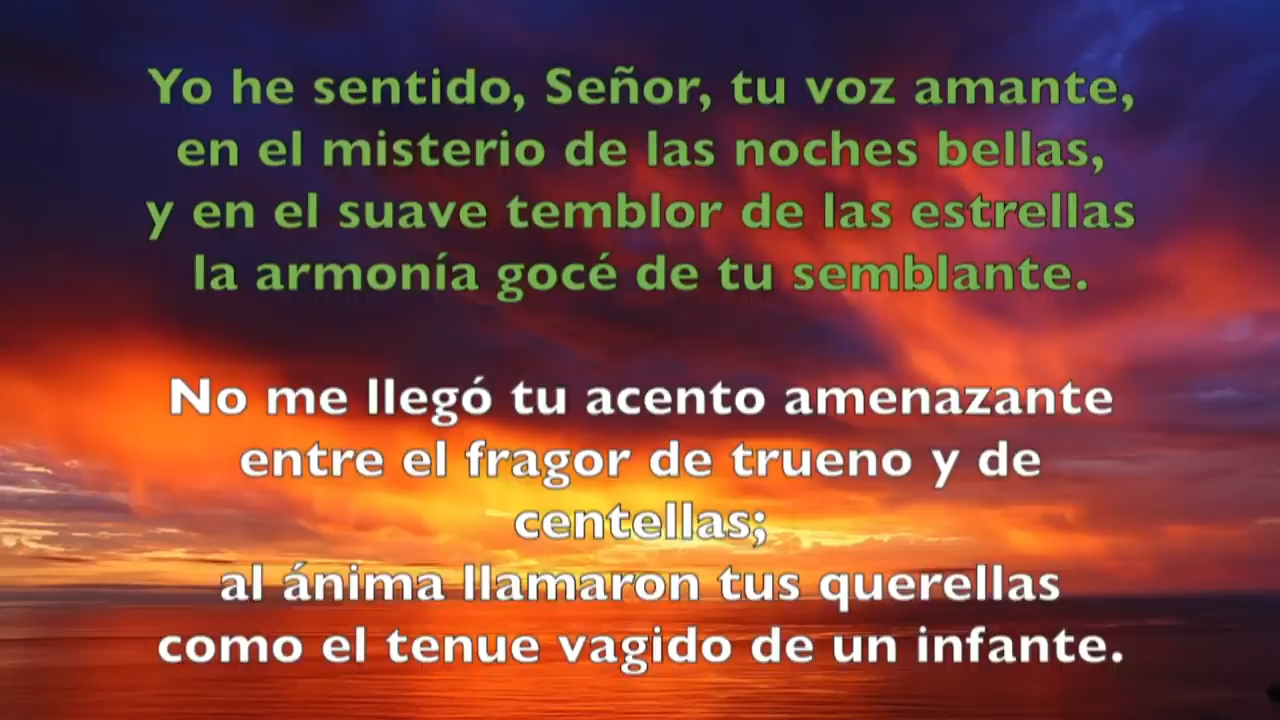 Yo he sentido, Señor, tu voz amante,
en el misterio de las noches bellas,
y en el suave temblor de las estrellas
la armonía gocé de tu semblante.
No me llegó tu acento amenazante
entre el fragor de trueno y de
centellas;
al ánima llamaron tus querellas
como el tenue vagido de un infante.